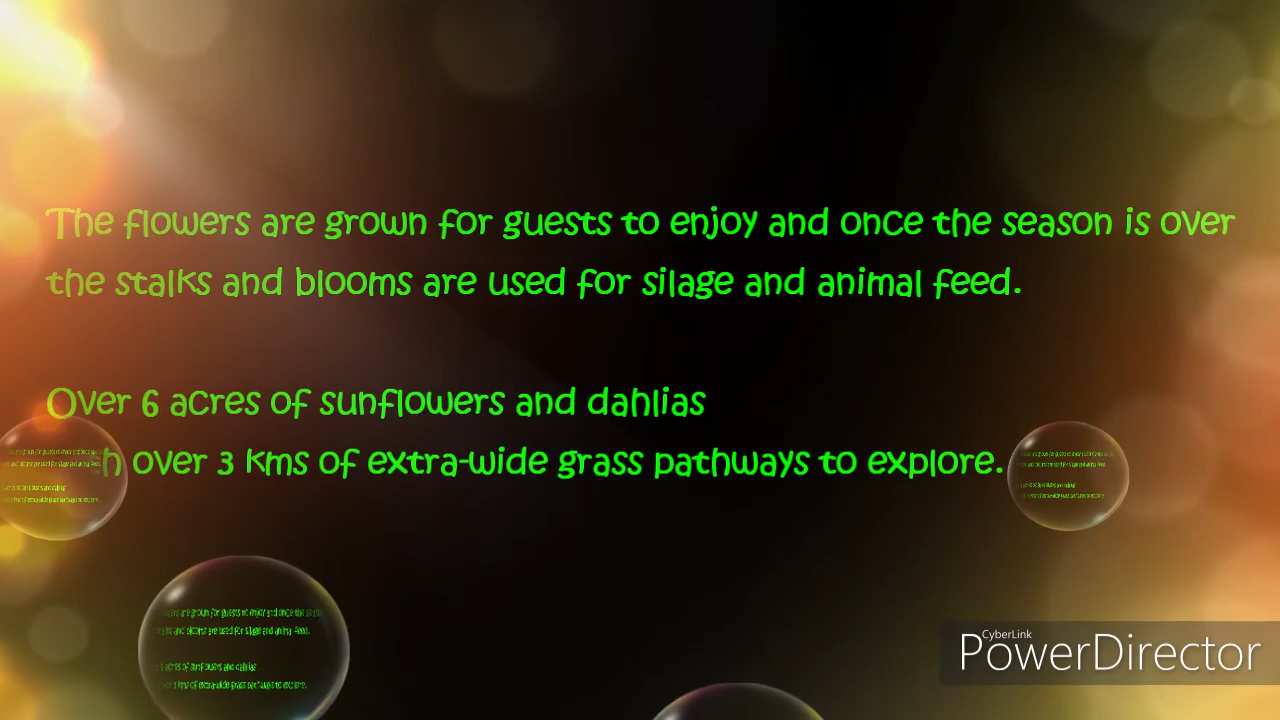 The flowers are grown for guests to enjoy and once the season is over
the stalks and blooms are used for silage and animal feed.
Over 6 acres of sunflowers and dahlias
over 3 kms of extra-wide grass pathways to explore.
CyberLink
PowerDirector